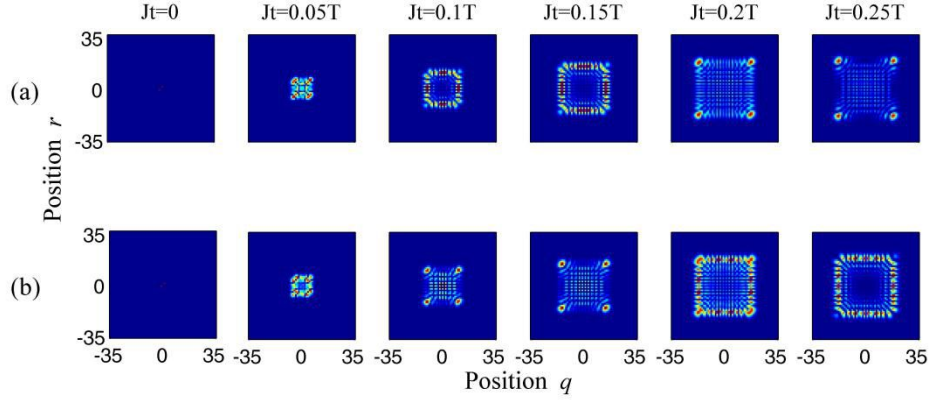 Jt=0 Jt=0.05T Jt=0.1T Jt=0.15T Jt=0.2T Jt=0.25T
35
(a) 0
-35
Position r
35
(b) 0
-35
-35 0 35 -35 0 35 -35 0 35 -35 0 35 -35 0 35 -35 0 35
Position q